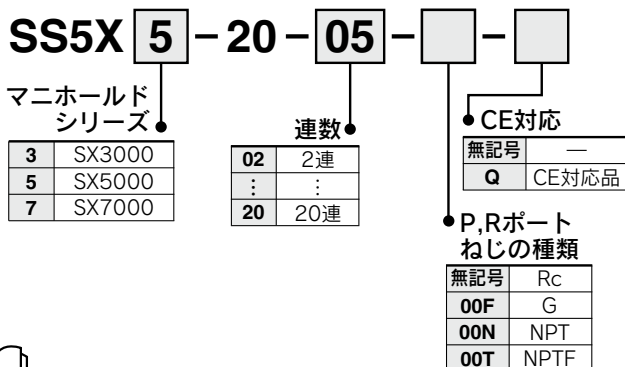 SS5X 5 - 20 - 05 - □ - □
マニホールド
シリーズ
3 SX3000
5 SX5000
7 SX7000
連数
02 2連
⋮ ⋮
20 20連
CE対応
無記号 —
Q CE対応品
P,Rポート
ねじの種類
無記号 Rc
00F G
00N NPT
00T NPTF